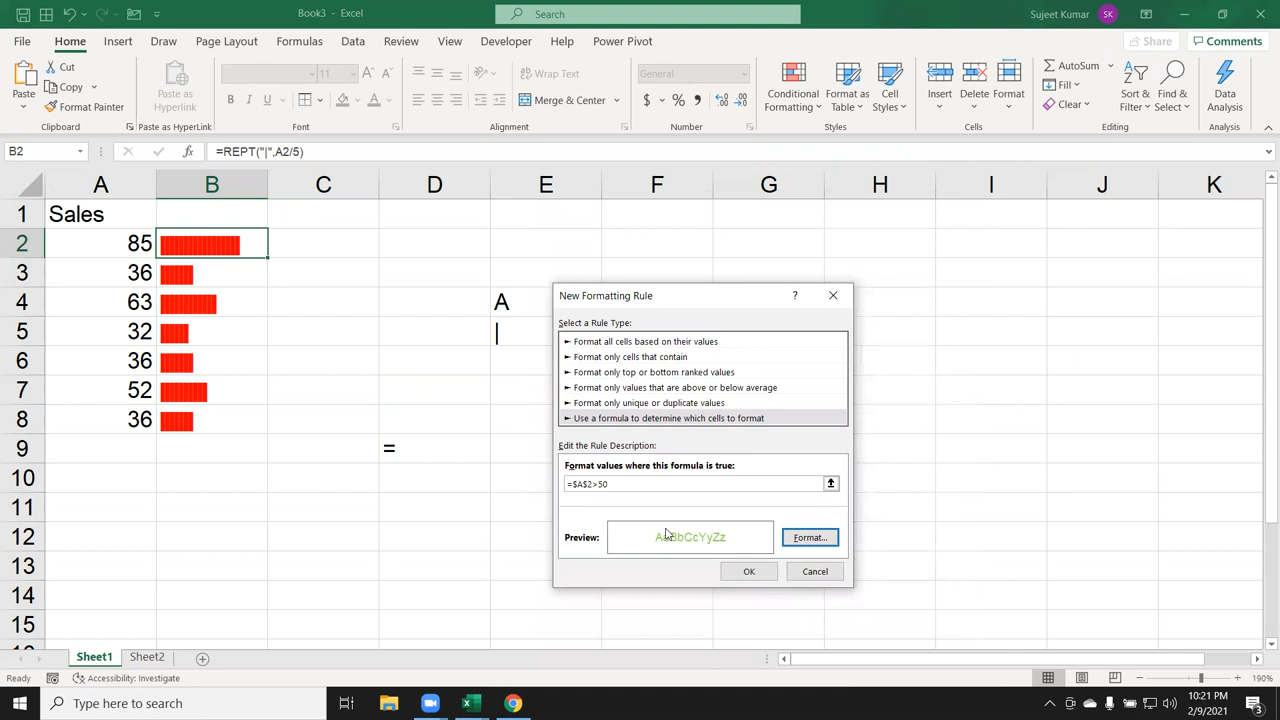 Book3 - Excel
Search
Sujeet Kumar
SK
File Home Insert Draw Page Layout Formulas Data Review View Developer Help Power Pivot
Share
Comments
Paste
Cut
Copy
Format Painter
Clipboard
Paste as Hyperlink
Paste as HyperLink
11
B I U
Font
Wrap Text
Merge & Center
Alignment
General
$ % ,
Number
Conditional Formatting
Format as Table
Cell Styles
Styles
Insert
Delete
Format
Cells
AutoSum
Fill
Clear
Sort & Filter
Find & Select
Editing
Data Analysis
Analysis
B2
fx
=REPT("|",A2/5)
A B C D E F G H I J K
1 Sales
2 85
3 36
4 63 A
5 32 |
6 36
7 52
8 36
9 =
10
11
12
13
14
15
New Formatting Rule
?
Select a Rule Type:
► Format all cells based on their values
► Format only cells that contain
► Format only top or bottom ranked values
► Format only values that are above or below average
► Format only unique or duplicate values
► Use a formula to determine which cells to format
Edit the Rule Description:
Format values where this formula is true:
=$A$2>50
Preview:
AaBbCcYyZz
Format...
OK
Cancel
Sheet1 Sheet2
Ready
Accessibility: Investigate
190%
Type here to search
10:21 PM
2/9/2021
3